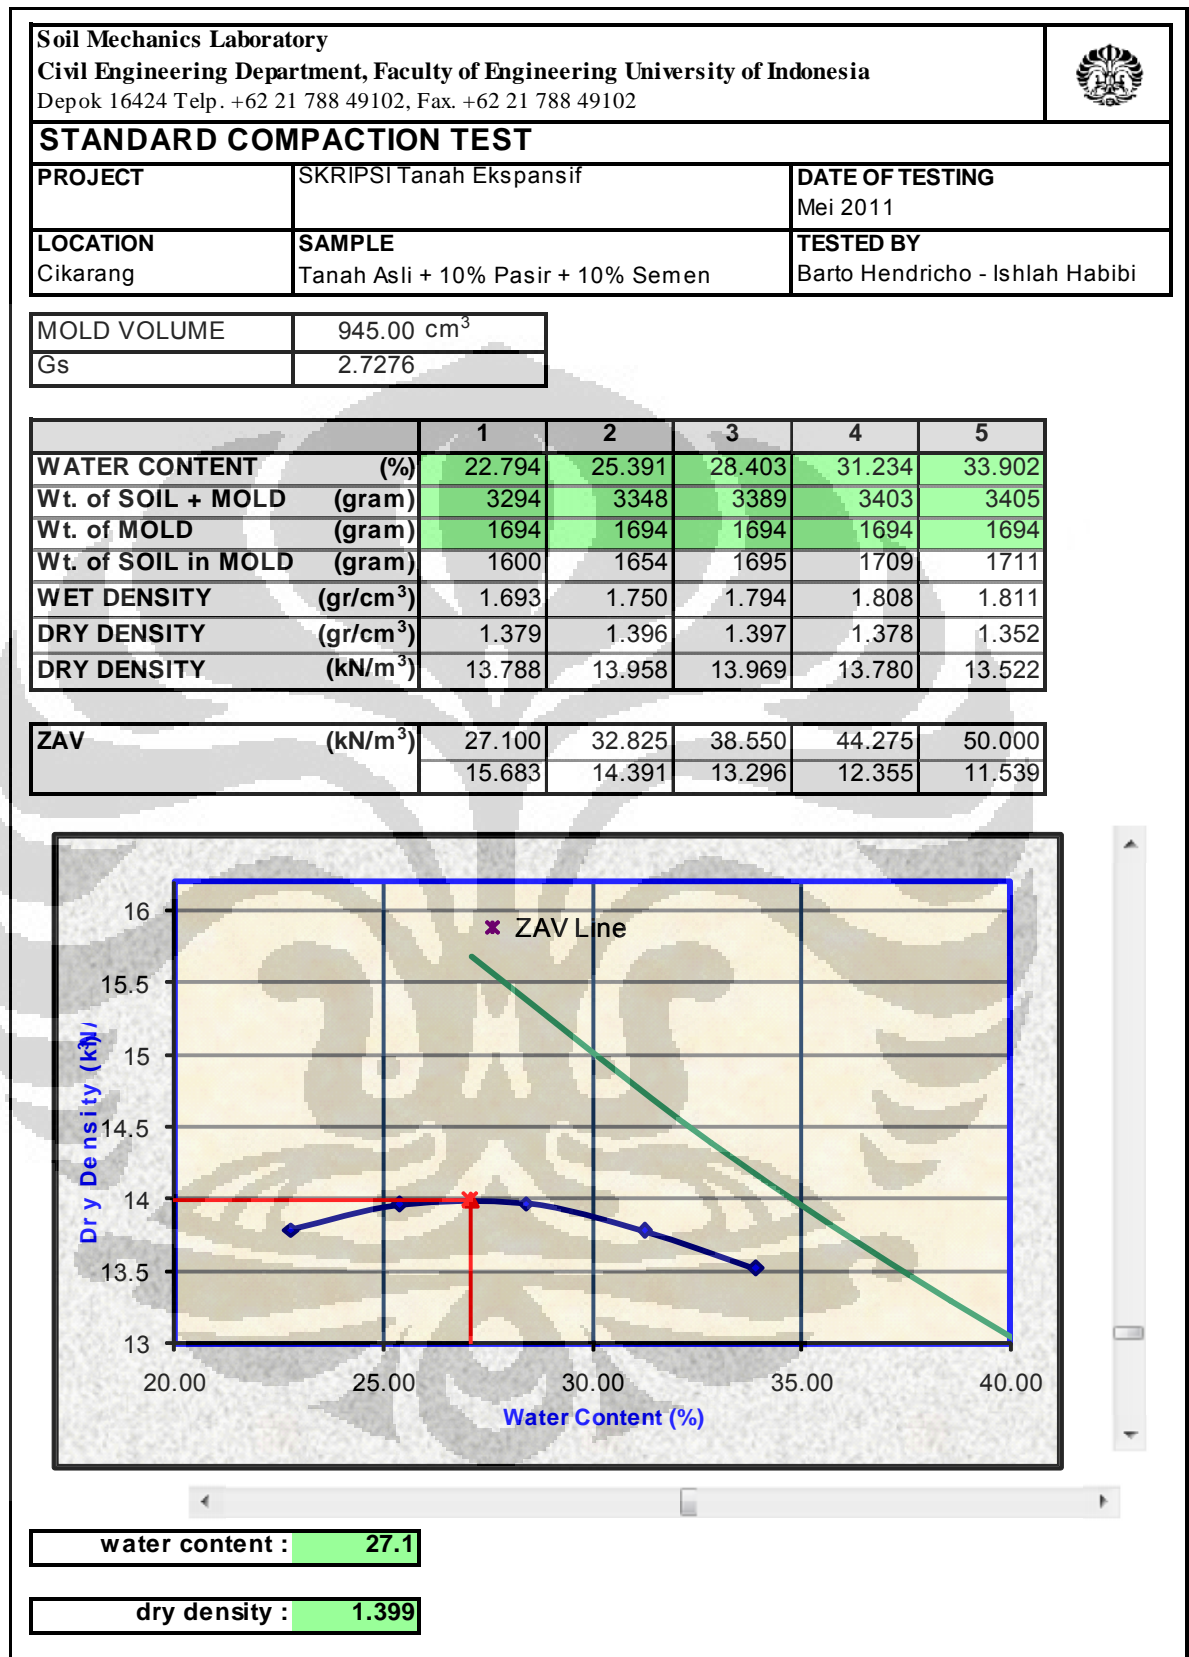 Soil Mechanics Laboratory
Civil Engineering Department, Faculty of Engineering University of Indonesia
Depok 16424 Telp. +62 21 788 49102, Fax. +62 21 788 49102
STANDARD COMPACTION TEST
PROJECT SKRIPSI Tanah Ekspansif DATE OF TESTING
Mei 2011
LOCATION SAMPLE TESTED BY
Cikarang Tanah Asli + 10% Pasir + 10% Semen Barto Hendricho - Ishlah Habibi
MOLD VOLUME 945.00 cm³
Gs 2.7276
1 2 3 4 5
WATER CONTENT (%) 22.794 25.391 28.403 31.234 33.902
Wt. of SOIL + MOLD (gram) 3294 3348 3389 3403 3405
Wt. of MOLD (gram) 1694 1694 1694 1694 1694
Wt. of SOIL in MOLD (gram) 1600 1654 1695 1709 1711
WET DENSITY (gr/cm³) 1.693 1.750 1.794 1.808 1.811
DRY DENSITY (gr/cm³) 1.379 1.396 1.397 1.378 1.352
DRY DENSITY (kN/m³) 13.788 13.958 13.969 13.780 13.522
ZAV (kN/m³) 27.100 32.825 38.550 44.275 50.000
15.683 14.391 13.296 12.355 11.539
16
ZAV Line
15.5
15
14.5
14
13.5
13
Dry Density
20.00 25.00 30.00 35.00 40.00
Water Content (%)
water content : 27.1
dry density : 1.399